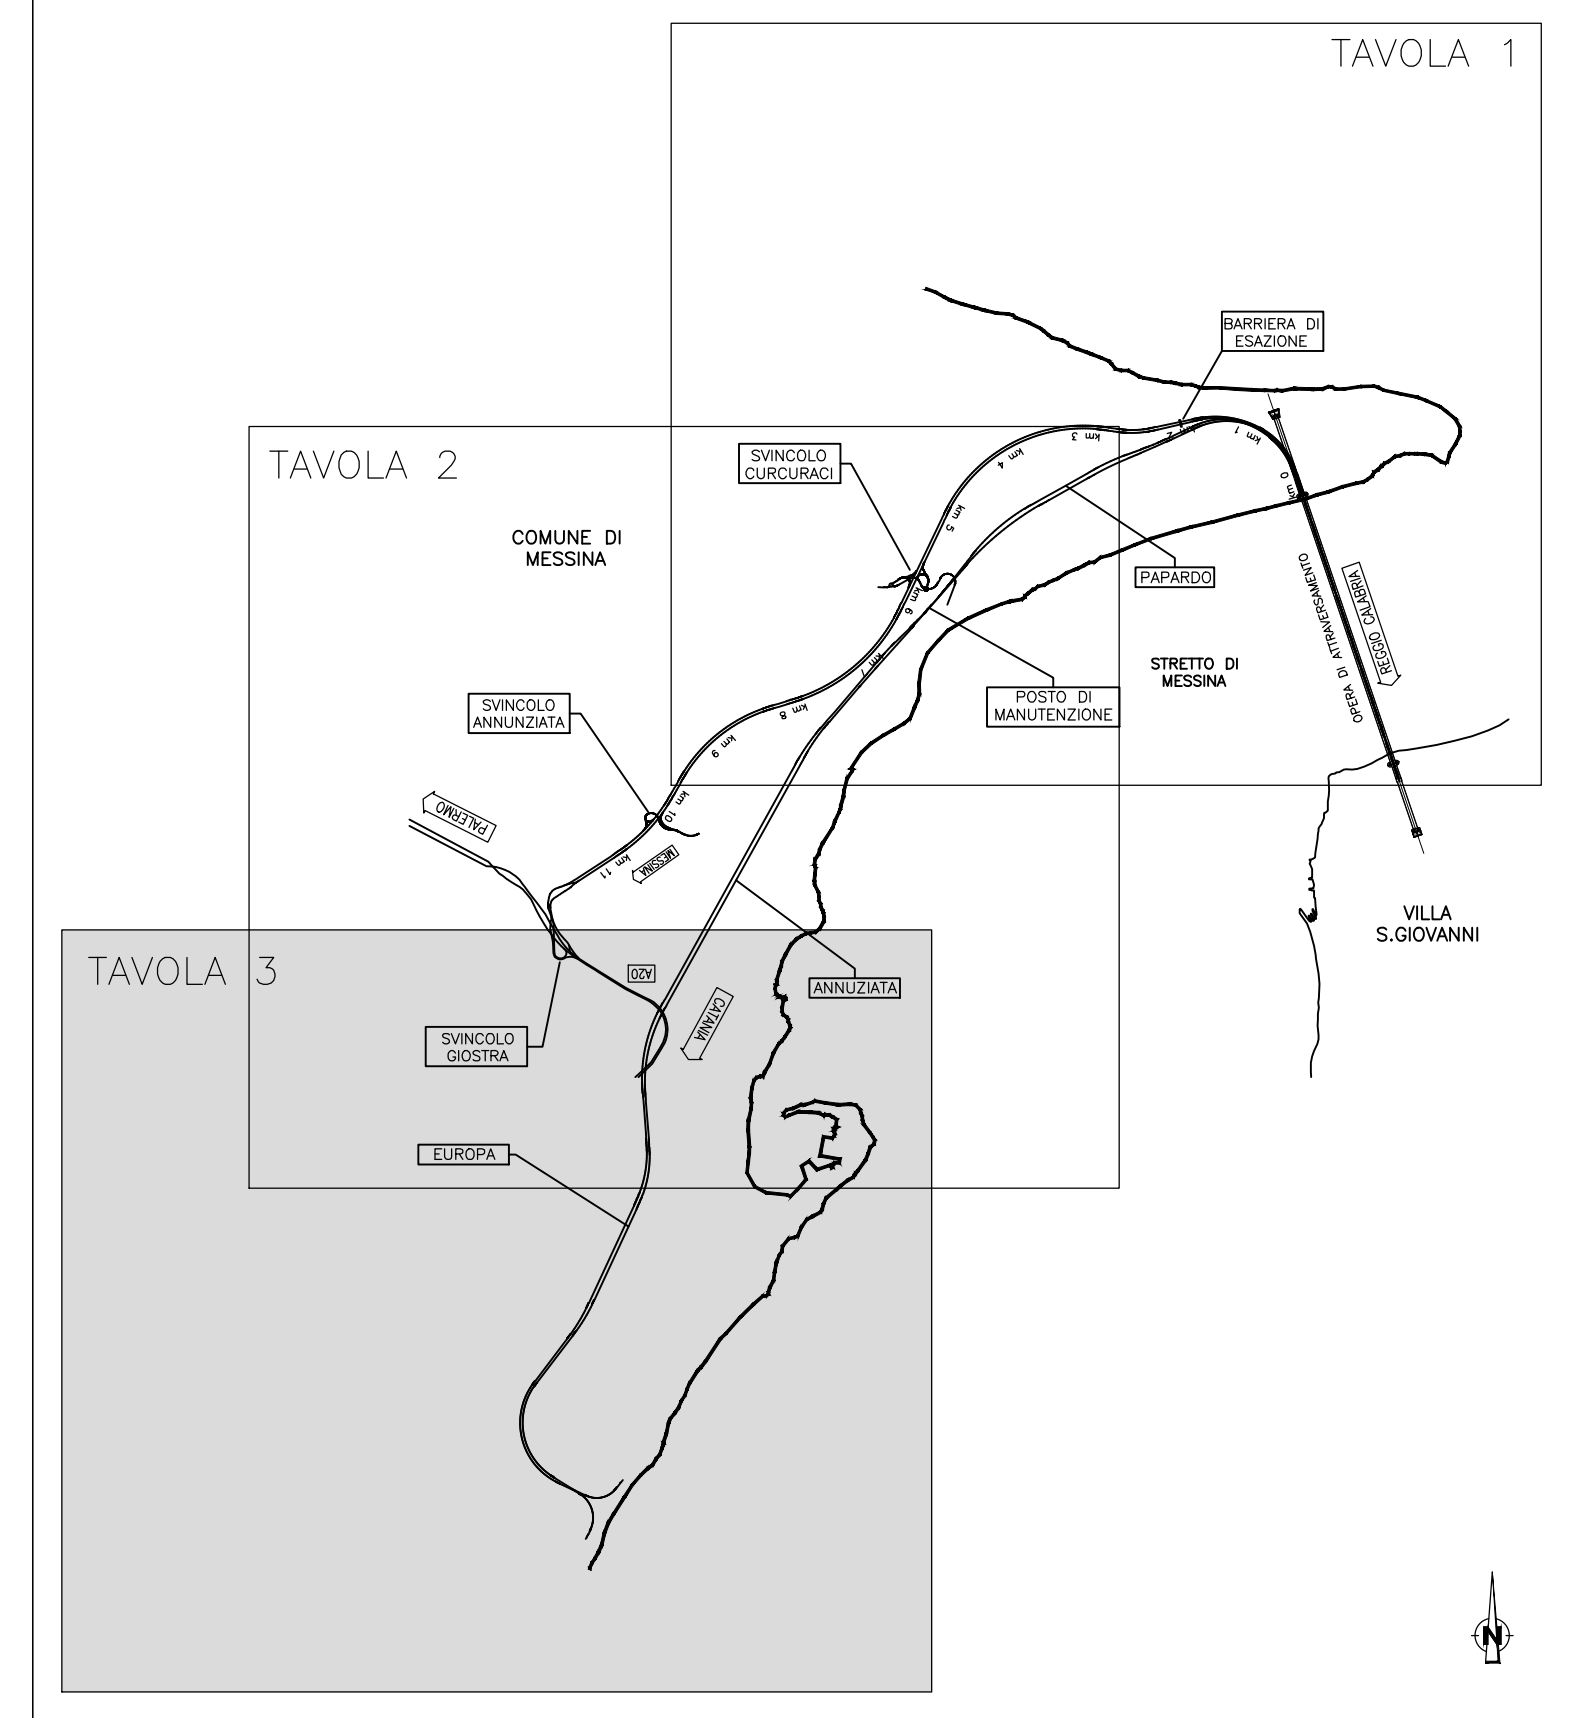 TAVOLA 1
BARRIERA DI
ESAZIONE
km 3
km 2
km 1
SVINCOLO
CURCURACI
TAVOLA 2
km 4
km 0
km 5
COMUNE DI
MESSINA
PAPARDO
OPERA DI ATTRAVERSAMENTO
REGGIO CALABRIA
km 6
STRETTO DI
MESSINA
km 7
POSTO DI
MANUTENZIONE
SVINCOLO
ANNUNZIATA
km 8
km 9
PALERMO
km 10
km 11
MESSINA
VILLA
S.GIOVANNI
TAVOLA 3
A20
ANNUZIATA
CATANIA
SVINCOLO
GIOSTRA
EUROPA
N